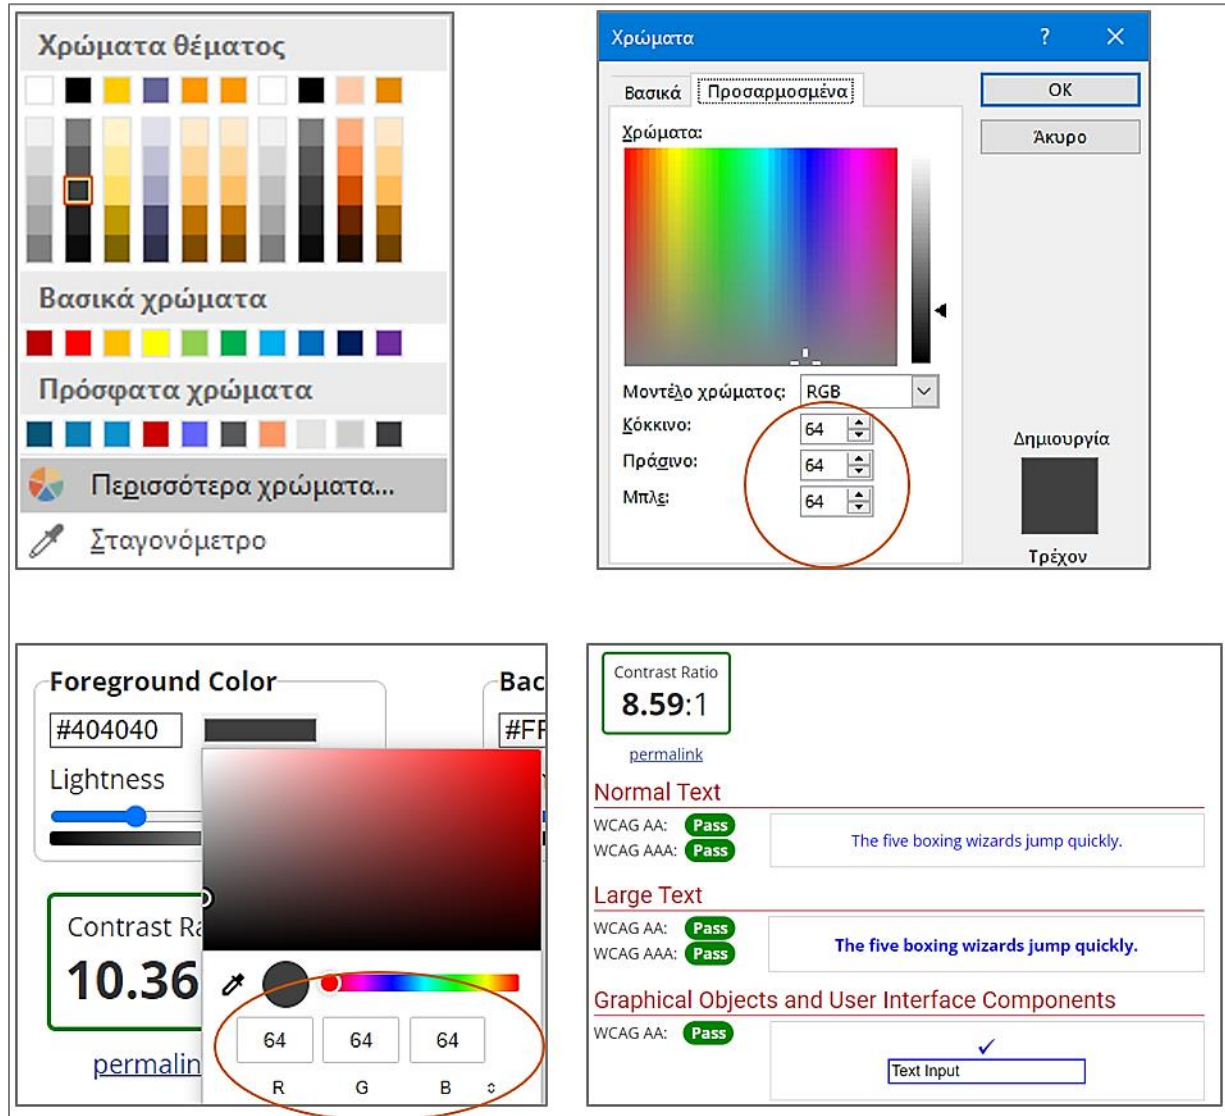 Χρώματα θέματος
Βασικά χρώματα
Πρόσφατα χρώματα
Περισσότερα χρώματα...
Σταγονόμετρο
Χρώματα ? ×
Βασικά Προσαρμοσμένα
OK
Άκυρο
Χρώματα:
Μοντέλο χρώματος: RGB
Κόκκινο: 64
Πράσινο: 64
Μπλε: 64
Δημιουργία
Τρέχον
Foreground Color
#404040
Lightness
Bac
#FF
Contrast Ra
10.36
permalin
64 64 64
R G B
Contrast Ratio
8.59:1
permalink
Normal Text
WCAG AA: Pass
WCAG AAA: Pass
The five boxing wizards jump quickly.
Large Text
WCAG AA: Pass
WCAG AAA: Pass
The five boxing wizards jump quickly.
Graphical Objects and User Interface Components
WCAG AA: Pass
✓
Text Input